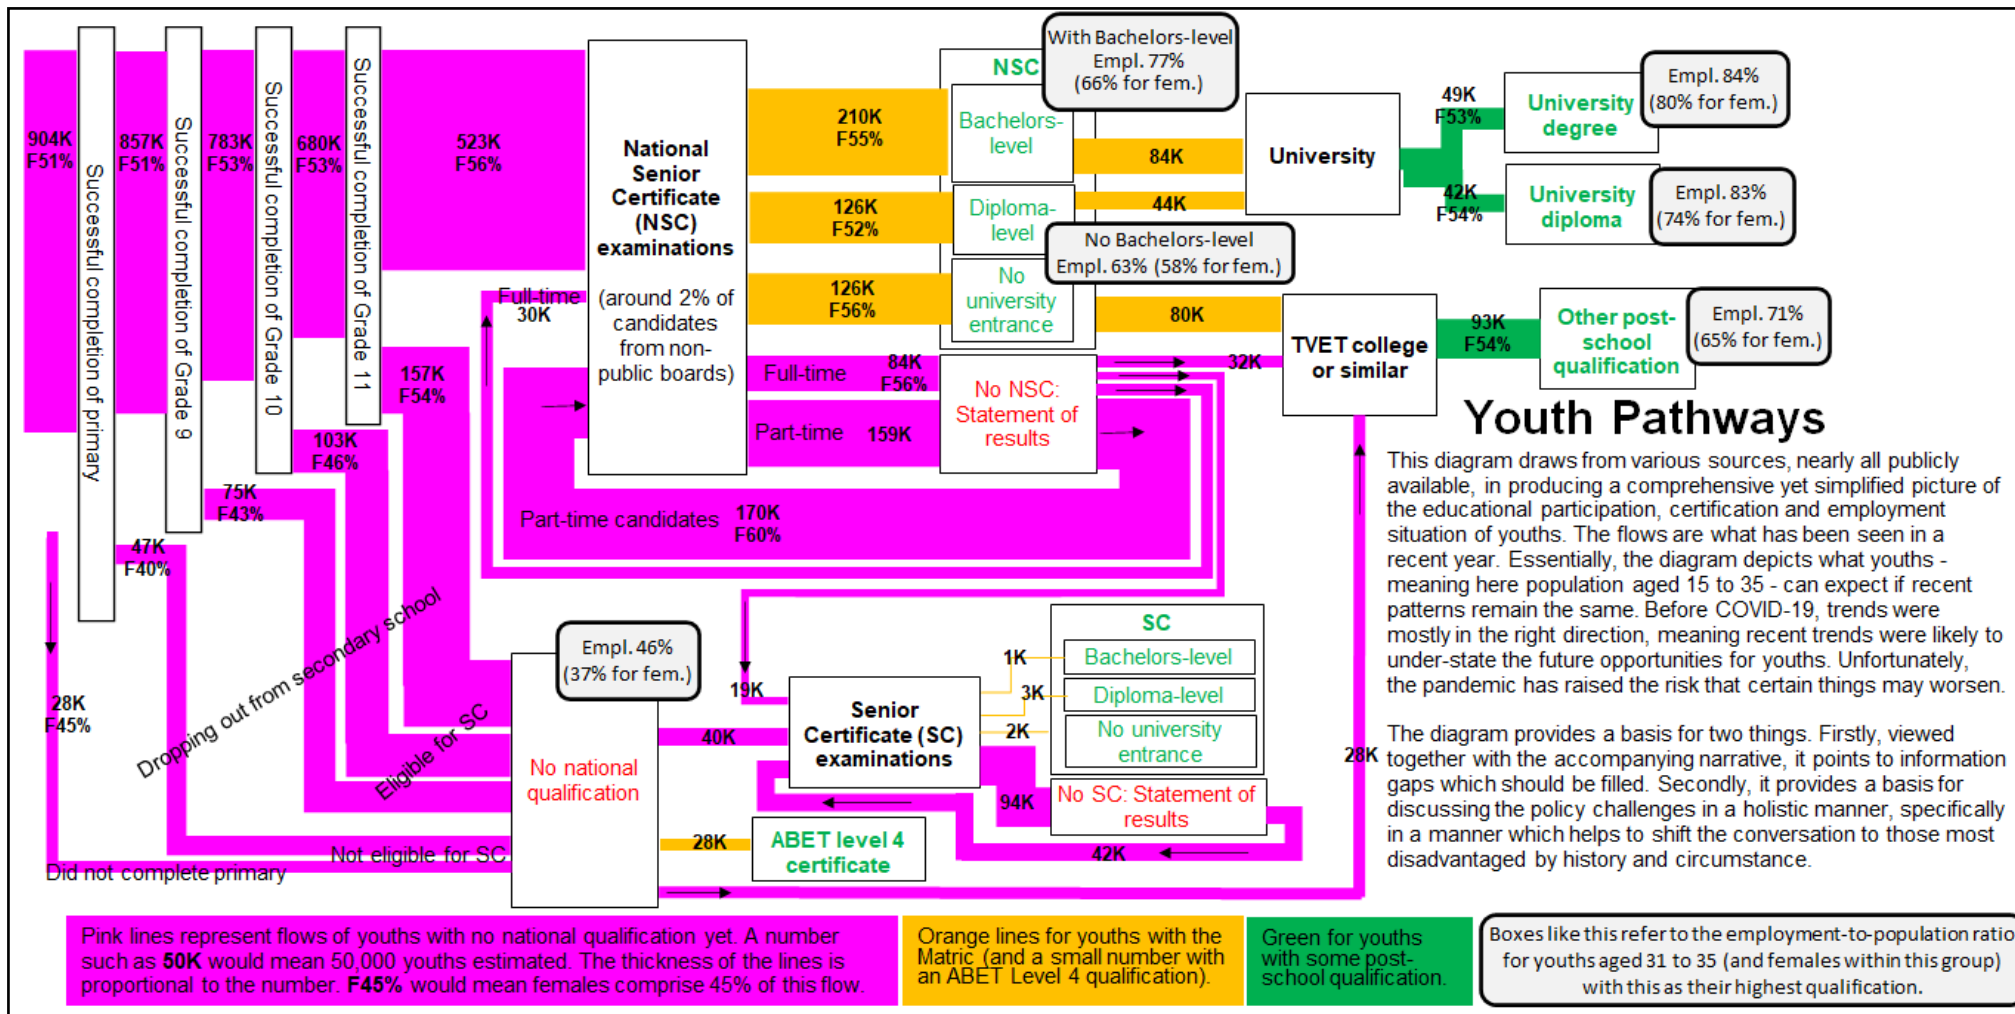 904K
F51%
Successful completion of primary
857K
F51%
Successful completion of Grade 9
783K
F53%
Successful completion of Grade 10
680K
F53%
Successful completion of Grade 11
523K
F56%
National
Senior
Certificate
(NSC)
examinations
(around 2% of
candidates
from non-
public boards)
210K
F55%
126K
F52%
126K
F56%
NSC
Bachelors-
level
Diploma-
level
No
university
entrance
With Bachelors-level
Empl. 77%
(66% for fem.)
No Bachelors-level
Empl. 63% (58% for fem.)
84K
44K
University
49K
F53%
42K
F54%
University
degree
Empl. 84%
(80% for fem.)
University
diploma
Empl. 83%
(74% for fem.)
80K
TVET college
or similar
93K
F54%
Other post-
school
qualification
Empl. 71%
(65% for fem.)
Full-time
30K
157K
F54%
103K
F46%
75K
F43%
47K
F40%
28K
F45%
Full-time
84K
F56%
Part-time
159K
No NSC:
Statement of
results
32K
Part-time candidates
170K
F60%
Dropping out from secondary school
Eligible for SC
Not eligible for SC
Did not complete primary
Empl. 46%
(37% for fem.)
No national
qualification
19K
40K
Senior
Certificate (SC)
examinations
1K
3K
2K
SC
Bachelors-level
Diploma-level
No university
entrance
94K
No SC: Statement of
results
42K
28K
ABET level 4
certificate
28K
Youth Pathways
This diagram draws from various sources, nearly all publicly
available, in producing a comprehensive yet simplified picture of
the educational participation, certification and employment
situation of youths. The flows are what has been seen in a
recent year. Essentially, the diagram depicts what youths -
meaning here population aged 15 to 35 - can expect if recent
patterns remain the same. Before COVID-19, trends were
mostly in the right direction, meaning recent trends were likely to
under-state the future opportunities for youths. Unfortunately,
the pandemic has raised the risk that certain things may worsen.
The diagram provides a basis for two things. Firstly, viewed
together with the accompanying narrative, it points to information
gaps which should be filled. Secondly, it provides a basis for
discussing the policy challenges in a holistic manner, specifically
in a manner which helps to shift the conversation to those most
disadvantaged by history and circumstance.
Pink lines represent flows of youths with no national qualification yet. A number
such as 50K would mean 50,000 youths estimated. The thickness of the lines is
proportional to the number. F45% would mean females comprise 45% of this flow.
Orange lines for youths with the
Matric (and a small number with
an ABET Level 4 qualification).
Green for youths
with some post-
school qualification.
Boxes like this refer to the employment-to-population ratio
for youths aged 31 to 35 (and females within this group)
with this as their highest qualification.